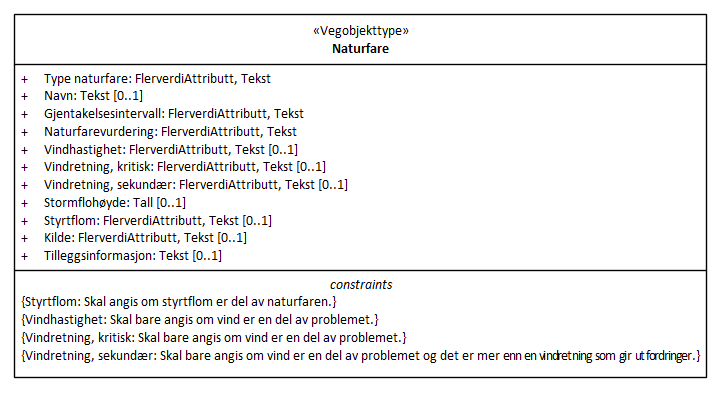 «Vegobjekttype»
Naturfare
+ Type naturfare: FlerverdiAttributt, Tekst
+ Navn: Tekst [0..1]
+ Gjentakelsesintervall: FlerverdiAttributt, Tekst
+ Naturfarevurdering: FlerverdiAttributt, Tekst
+ Vindhastighet: FlerverdiAttributt, Tekst [0..1]
+ Vindretning, kritisk: FlerverdiAttributt, Tekst [0..1]
+ Vindretning, sekundær: FlerverdiAttributt, Tekst [0..1]
+ Stormflohøyde: Tall [0..1]
+ Styrtflom: FlerverdiAttributt, Tekst [0..1]
+ Kilde: FlerverdiAttributt, Tekst [0..1]
+ Tilleggsinformasjon: Tekst [0..1]
constraints
{Styrtflom: Skal angis om styrtflom er del av naturfaren.}
{Vindhastighet: Skal bare angis om vind er en del av problemet.}
{Vindretning, kritisk: Skal bare angis om vind er en del av problemet.}
{Vindretning, sekundær: Skal bare angis om vind er en del av problemet og det er mer enn en vindretning som gir utfordringer.}